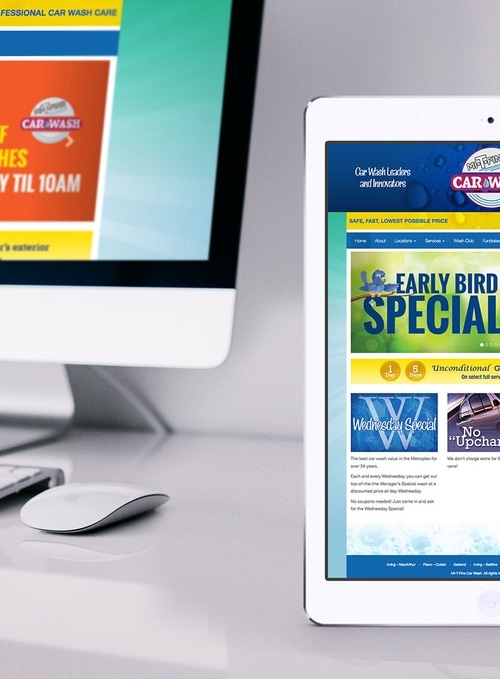 FESSIONAL CAR WASH CARE
CAR WASH
F
HES
Y TIL 10AM
r's exterior
Car Wash Leaders
and Innovators
MR FINE
CAR WA
SAFE, FAST, LOWEST POSSIBLE PRICE
Home About Locations Services Wash Club Fundraise
EARLY BIRD
SPECIAL
1 Day 5 Days Unconditional G
On select full serv
W
Wednesday Special
No
"Upchar
The best car wash value in the Metroplex for
over 34 years.
Each and every Wednesday, you can get our
top-of-the-line Manager's Special wash at a
discounted price all day Wednesday.
No coupons needed! Just come in and ask
for the Wednesday Special!
We don't charge extra for S
vans!
Irving – MacArthur Plano – Custer Garland Irving – Beltline
Mr Fine Car Wash. All rights r